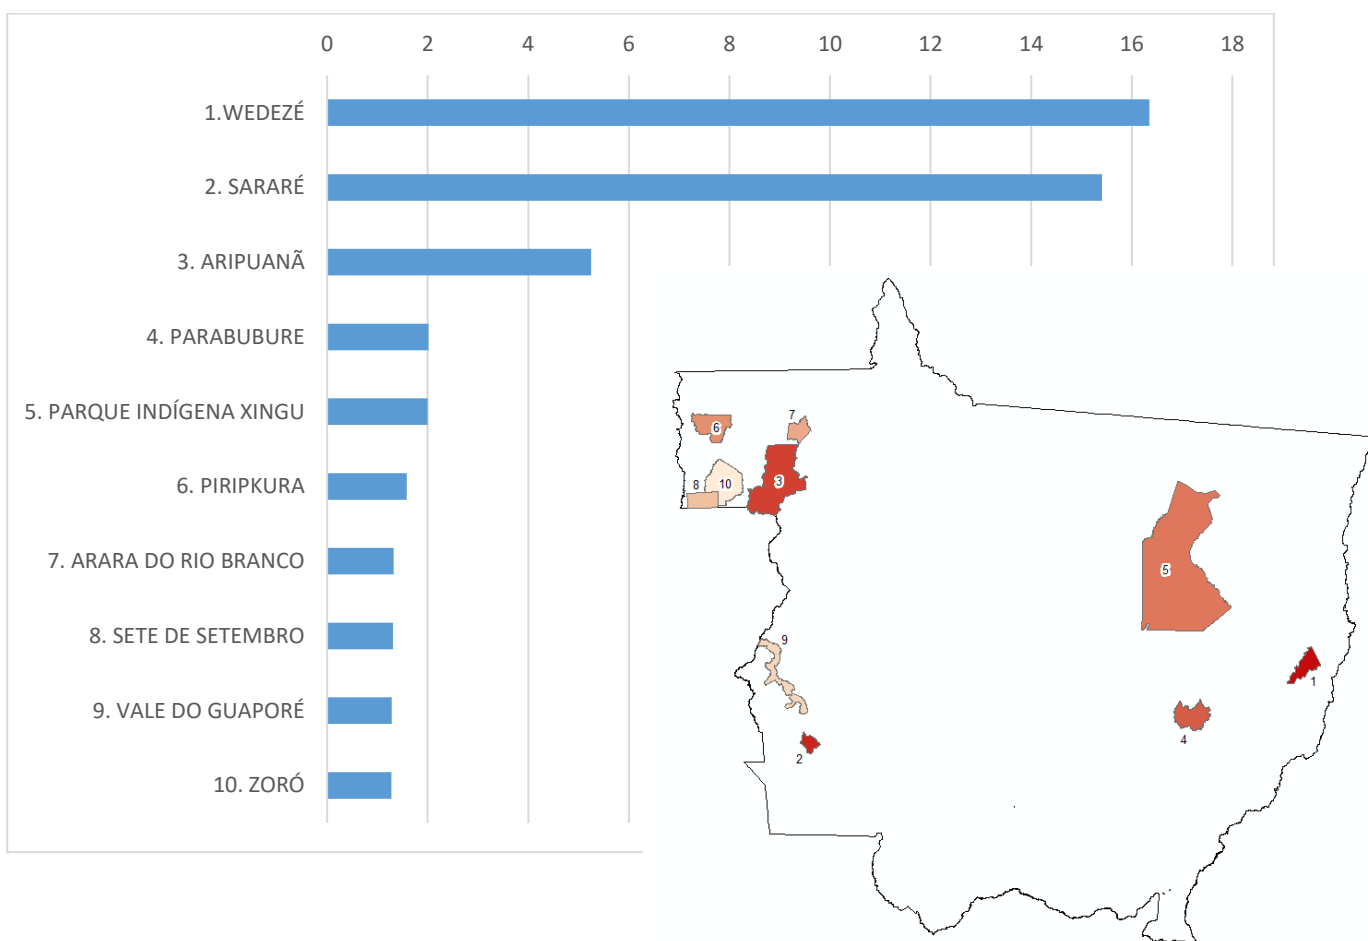 0 2 4 6 8 10 12 14 16 18
1.WEDEZÉ
2. SARARÉ
3. ARIPUANÃ
4. PARABUBURE
5. PARQUE INDÍGENA XINGU
6. PIRIPKURA
7. ARARA DO RIO BRANCO
8. SETE DE SETEMBRO
9. VALE DO GUAPORÉ
10. ZORÓ
7
6
3
8
10
5
9
1
4
2